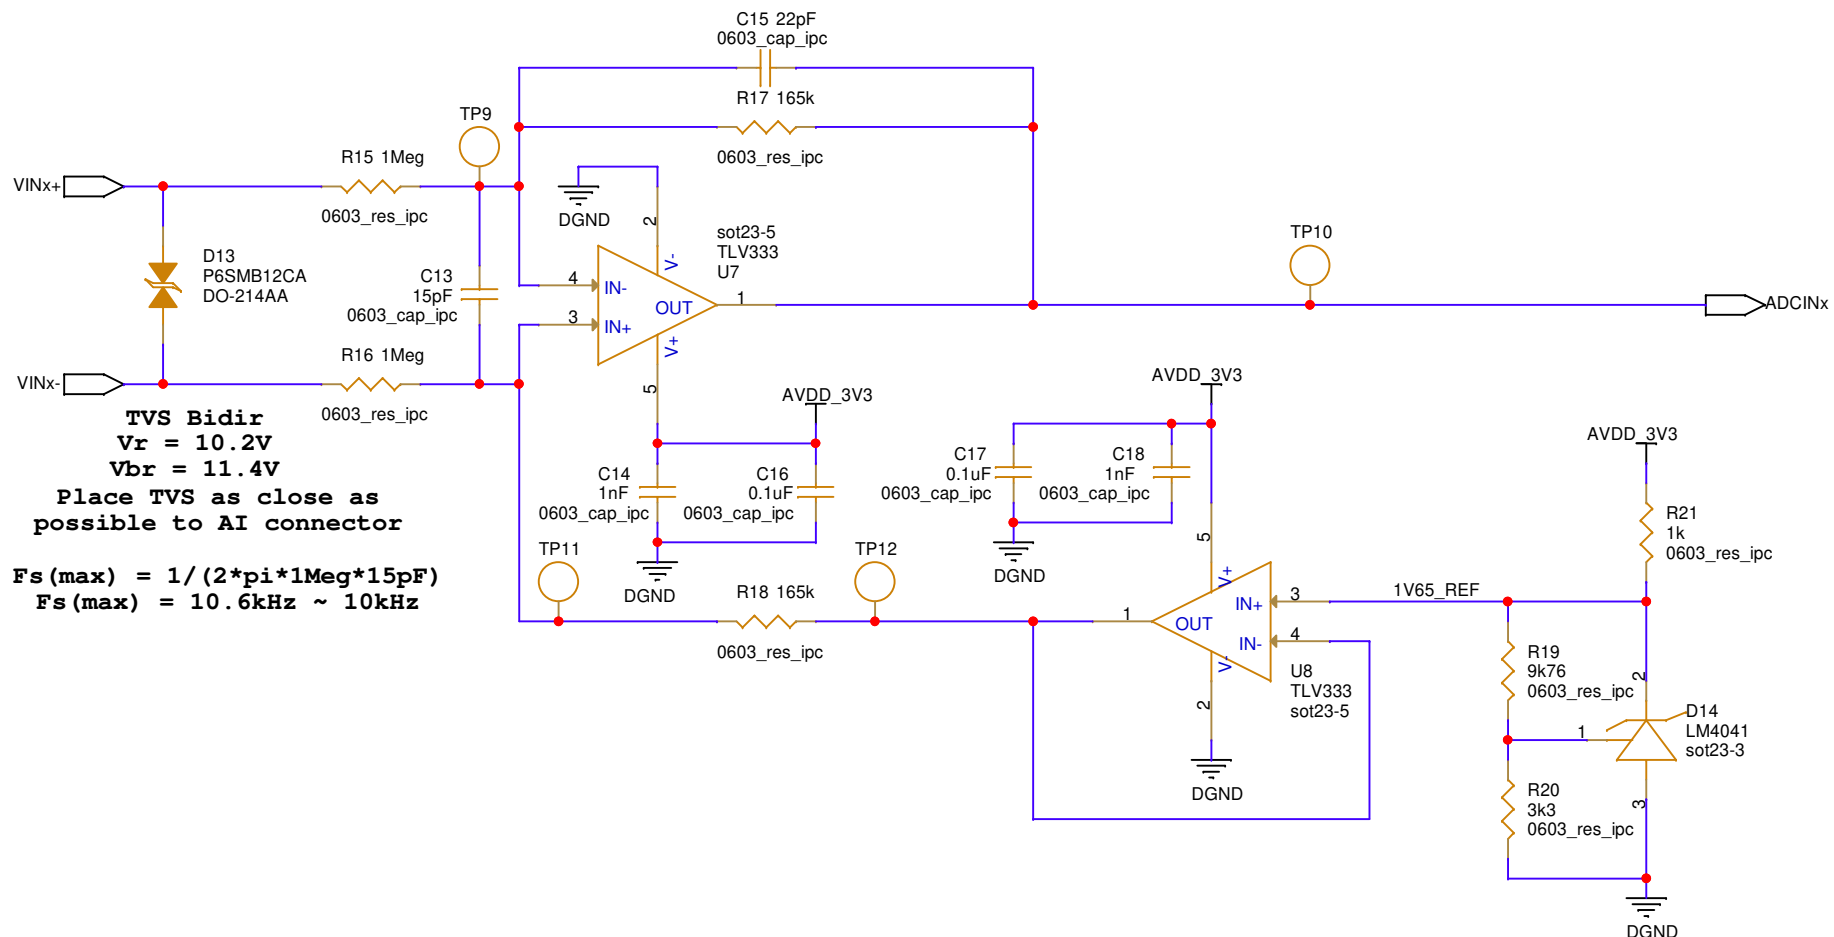 C15 22pF
0603_cap_ipc
R17 165k
0603_res_ipc
TP9
R15 1Meg
0603_res_ipc
VINx+
DGND
2
V-
sot23-5
TLV333
U7
TP10
D13
P6SMB12CA
DO-214AA
C13
15pF
0603_cap_ipc
4
IN-
3
IN+
OUT
1
V+
5
ADCINx
R16 1Meg
0603_res_ipc
VINx-
TVS Bidir
Vr = 10.2V
Vbr = 11.4V
Place TVS as close as
possible to AI connector
Fs(max) = 1/(2*pi*1Meg*15pF)
Fs(max) = 10.6kHz ~ 10kHz
AVDD_3V3
C14
1nF
0603_cap_ipc
C16
0.1uF
0603_cap_ipc
DGND
TP11
R18 165k
0603_res_ipc
TP12
AVDD_3V3
C17
0.1uF
0603_cap_ipc
C18
1nF
0603_cap_ipc
DGND
5
V+
IN+
3
1
OUT
IN-
4
V-
2
U8
TLV333
sot23-5
DGND
1V65_REF
AVDD_3V3
R21
1k
0603_res_ipc
R19
9k76
0603_res_ipc
2
1
D14
LM4041
sot23-3
R20
3k3
0603_res_ipc
3
DGND